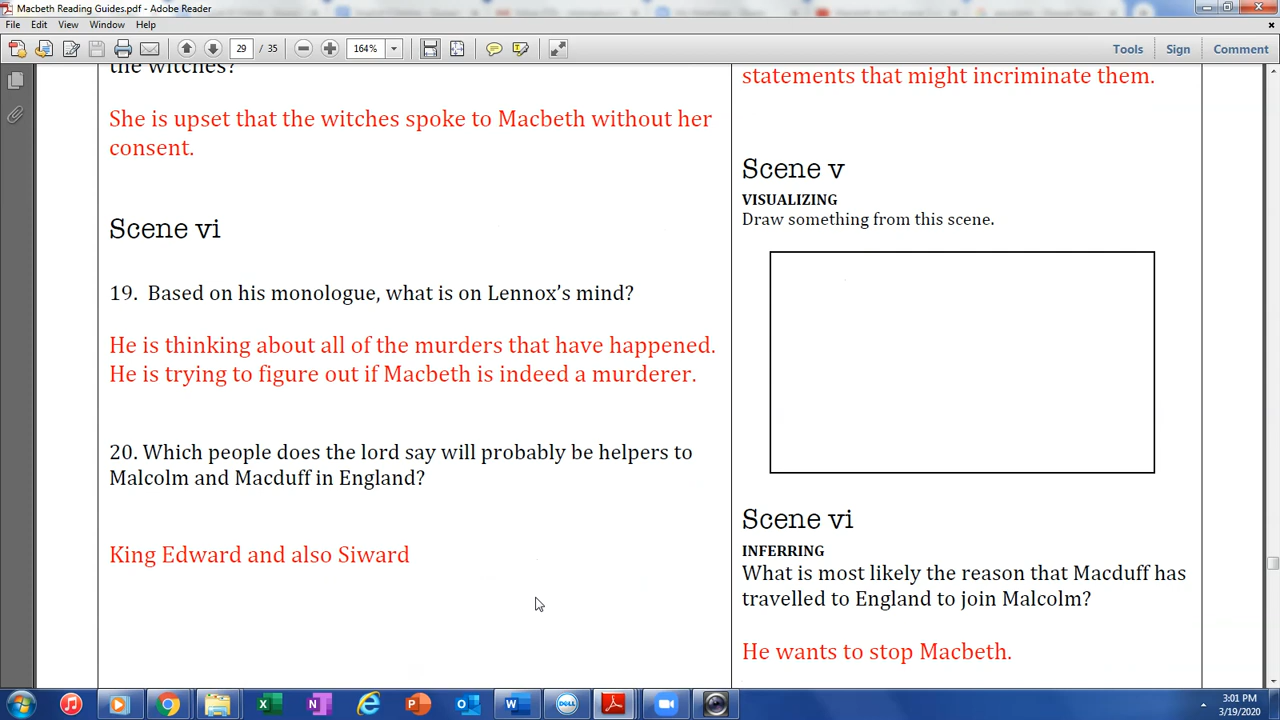 Macbeth Reading Guides.pdf - Adobe Reader
File Edit View Window Help
29 / 35 164% Tools Sign Comment
the witches?
She is upset that the witches spoke to Macbeth without her
consent.
Scene vi
19. Based on his monologue, what is on Lennox's mind?
He is thinking about all of the murders that have happened.
He is trying to figure out if Macbeth is indeed a murderer.
20. Which people does the lord say will probably be helpers to
Malcolm and Macduff in England?
King Edward and also Siward
statements that might incriminate them.
Scene v
VISUALIZING
Draw something from this scene.
Scene vi
INFERRING
What is most likely the reason that Macduff has
travelled to England to join Malcolm?
He wants to stop Macbeth.
3:01 PM
3/19/2020